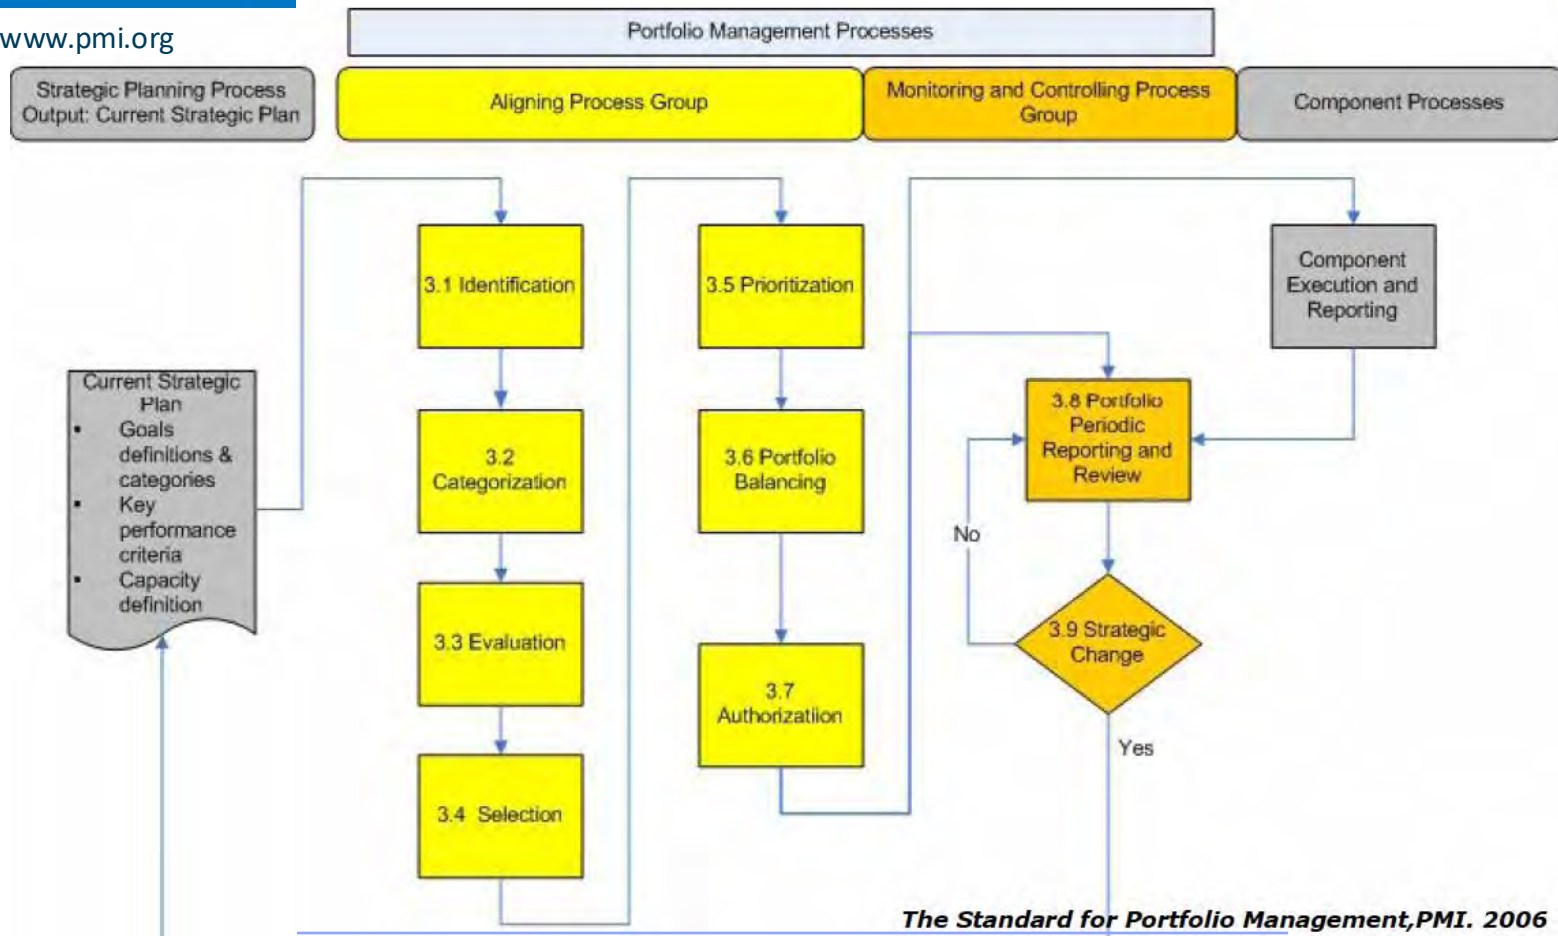 www.pmi.org
Portfolio Management Processes
Strategic Planning Process
Output: Current Strategic Plan
Aligning Process Group
Monitoring and Controlling Process
Group
Component Processes
Current Strategic
Plan
▪ Goals
definitions &
categories
▪ Key
performance
criteria
▪ Capacity
definition
3.1 Identification
3.2
Categorization
3.3 Evaluation
3.4 Selection
3.5 Prioritization
3.6 Portfolio
Balancing
3.7
Authorizatiion
3.8 Portfolio
Periodic
Reporting and
Review
No
3.9 Strategic
Change
Yes
Component
Execution and
Reporting
The Standard for Portfolio Management,PMI. 2006